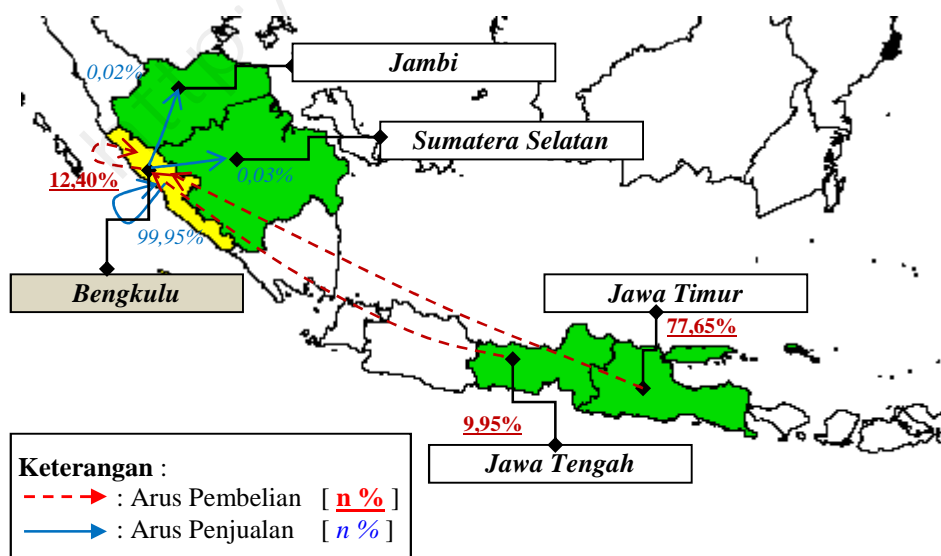 Jambi
0,02%
Sumatera Selatan
0,03%
12,40%
99,95%
Bengkulu
Jawa Timur
77,65%
9,95%
Jawa Tengah
Keterangan :
: Arus Pembelian [ n % ]
: Arus Penjualan [ n % ]